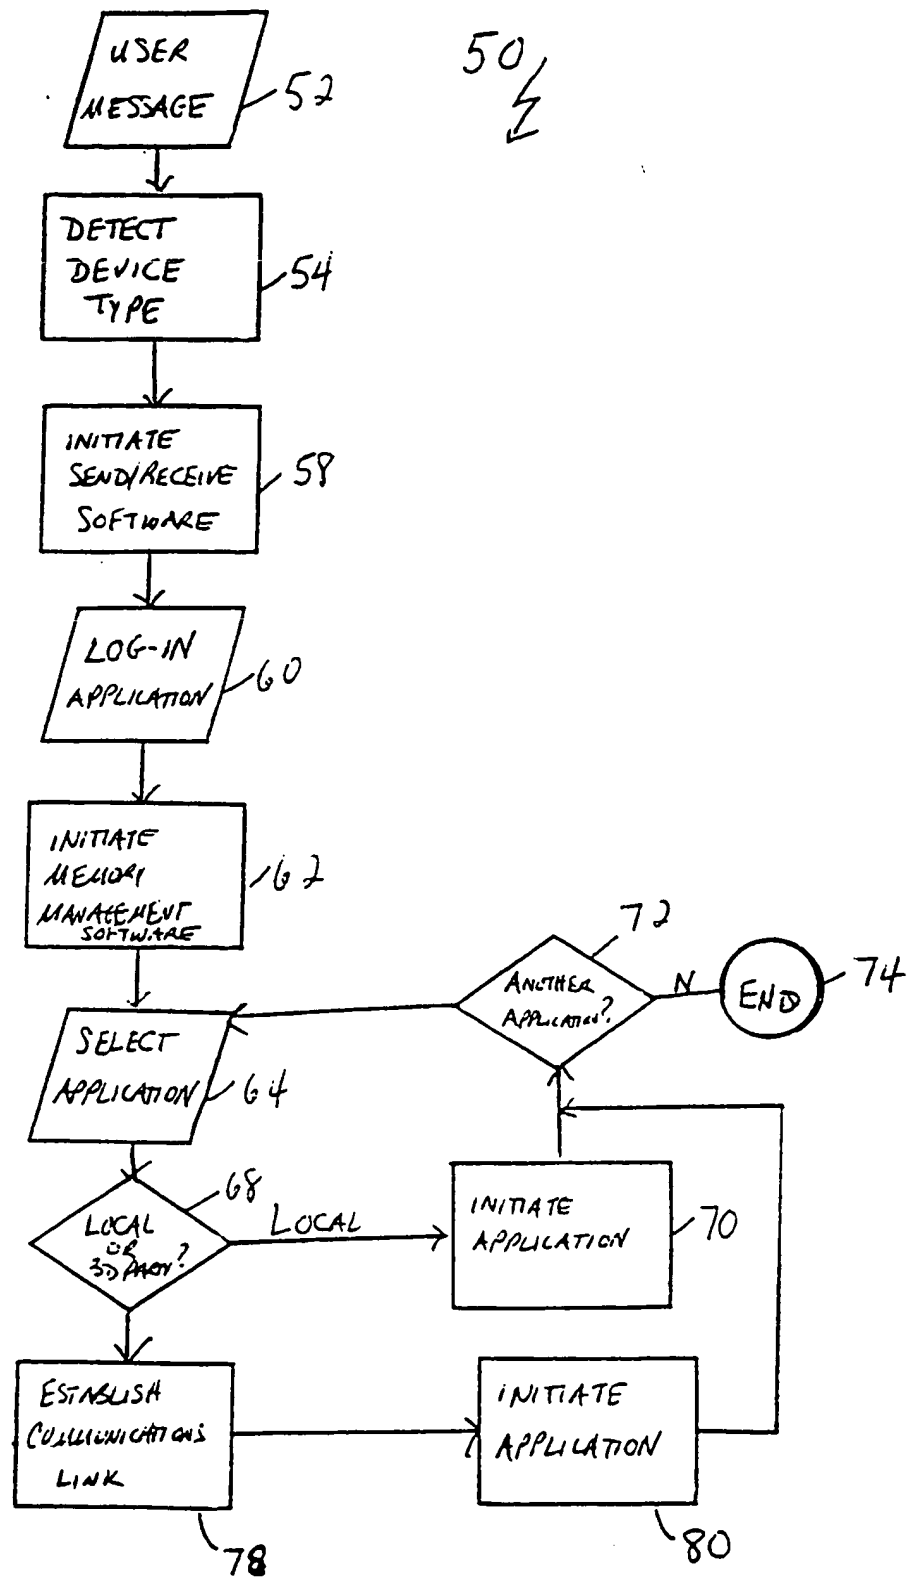 USER
MESSAGE
52
50
DETECT
DEVICE
TYPE
54
INITIATE
SEND/RECEIVE
SOFTWARE
58
LOG-IN
APPLICATION
60
INITIATE
MEMORY
MANAGEMENT
SOFTWARE
62
SELECT
APPLICATION
64
ANOTHER
APPLICATION?
72
N
END
74
LOCAL
OR
3D PARTY?
68
LOCAL
INITIATE
APPLICATION
70
ESTABLISH
COMMUNICATIONS
LINK
78
INITIATE
APPLICATION
80